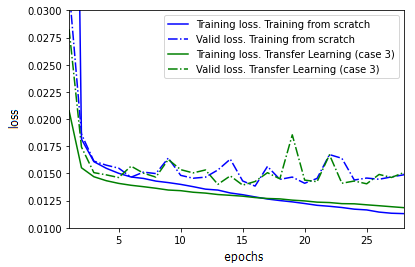 0.0300
0.0275
0.0250
0.0225
0.0200
0.0175
0.0150
0.0125
0.0100
loss
Training loss. Training from scratch
Valid loss. Training from scratch
Training loss. Transfer Learning (case 3)
Valid loss. Transfer Learning (case 3)
5 10 15 20 25
epochs